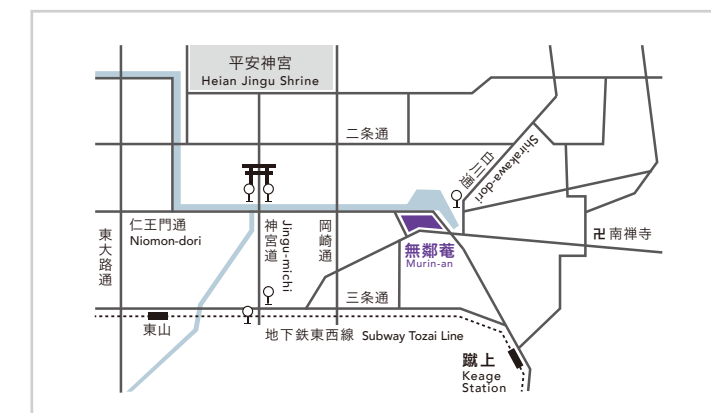 平安神宮
Heian Jingu Shrine
二条通
白川通
Shirakawa-dori
仁王門通
Niomon-dori
東大路通
神宮道
Jingu-michi
岡崎通
無鄰菴
Murin-an
卍南禅寺
三条通
東山
地下鉄東西線 Subway Tozai Line
蹴上
Keage
Station